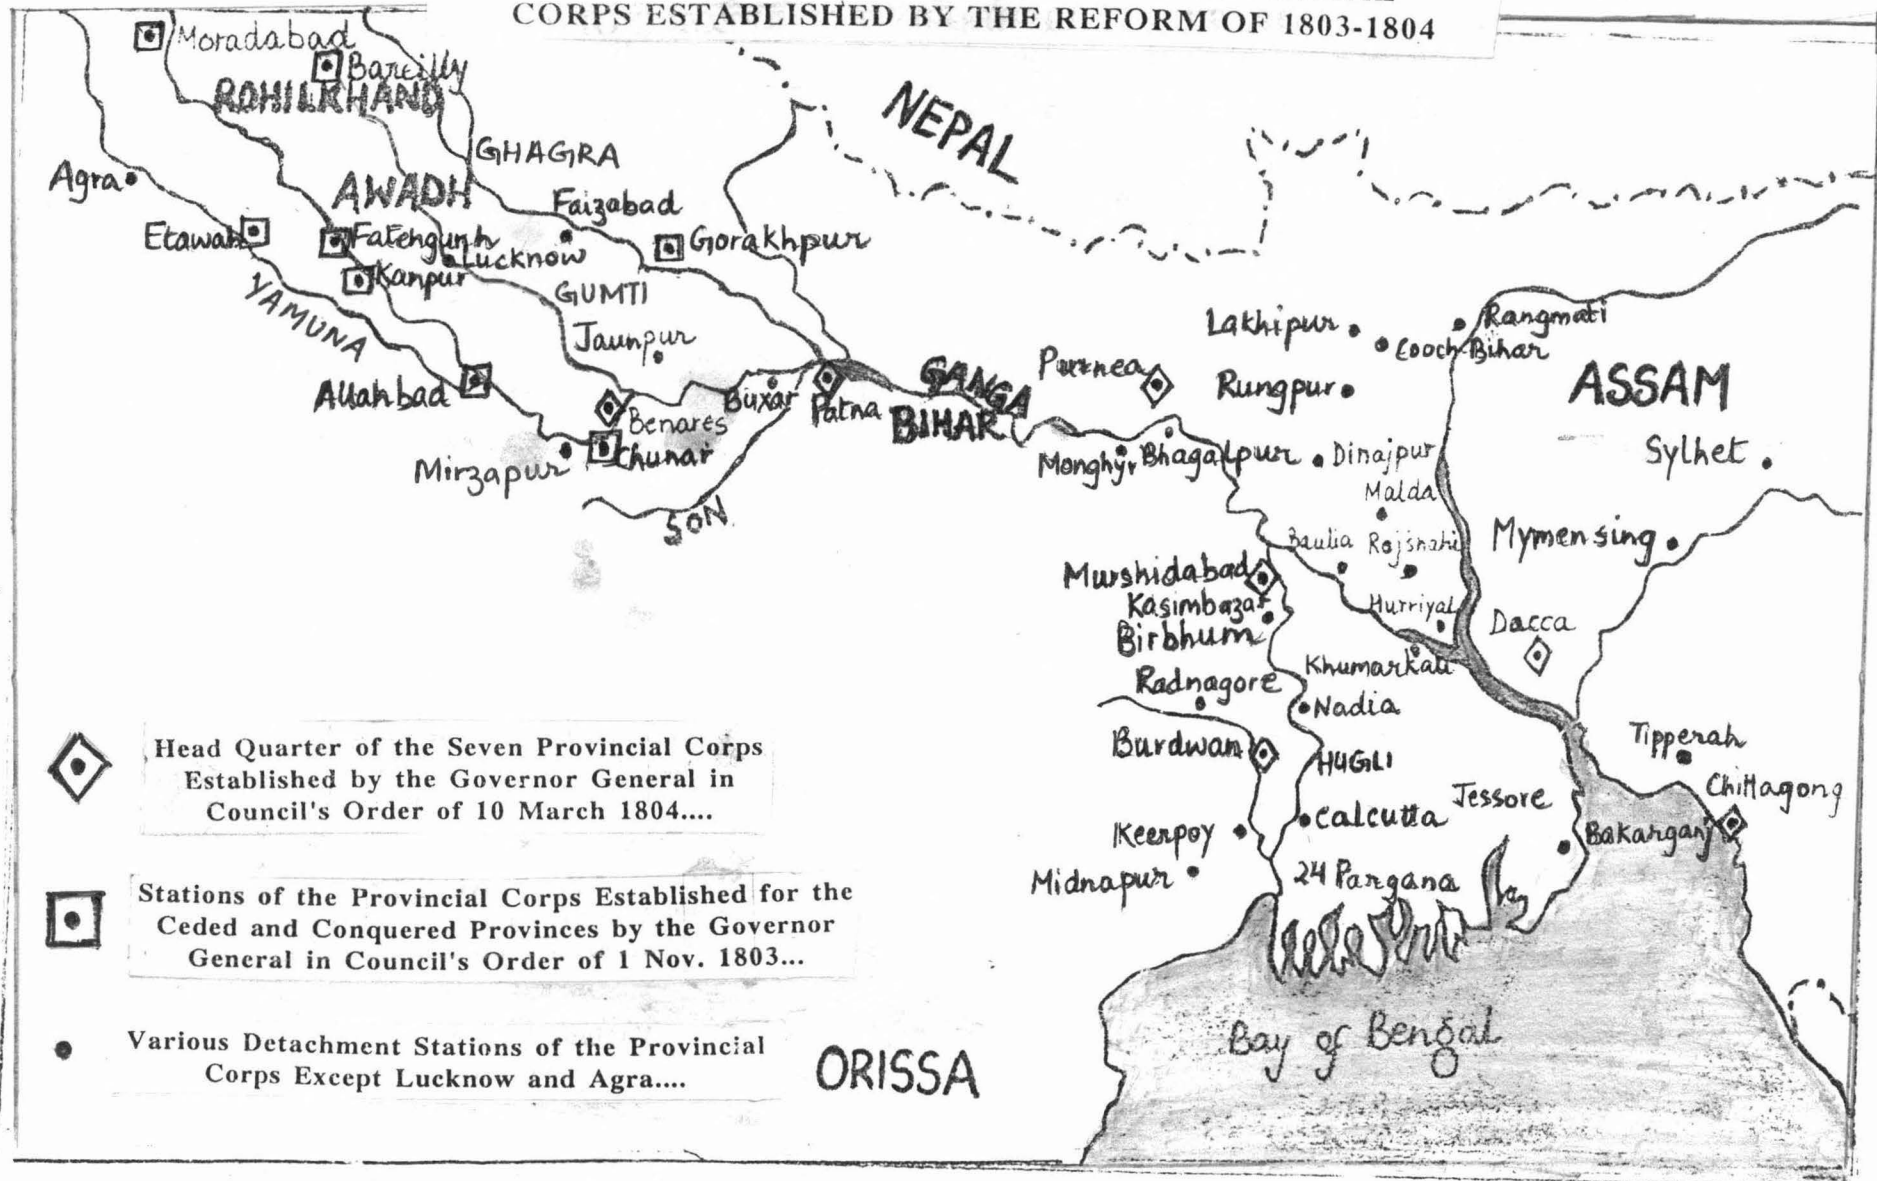 CORPS ESTABLISHED BY THE REFORM OF 1803-1804
Moradabad
Bareilly
ROHILKHAND
NEPAL
GHAGRA
Agra
AWADH
Faizabad
Etawah
Fatehgunh
Lucknow
Gorakhpur
Kanpur
YAMUNA
GUMTI
Jaunpur
Lakhipur
Rangmati
Cooch-Bihar
Allahbad
Buxar
Patna
GANGA
BIHAR
Purnea
Rungpur
ASSAM
Benares
Chunar
Mirzapur
SON
Monghyr
Bhagalpur
Dinajpur
Sylhet
Malda
Baulia
Rajshahi
Mymensing
Murshidabad
Kasimbazar
Birbhum
Hurriyal
Dacca
Khumarkali
Radnagore
Nadia
Burdwan
HUGLI
Tipperah
Chittagong
Jessore
Keerpoy
Calcutta
Bakarganj
Midnapur
24 Pargana
Bay of Bengal
ORISSA
Head Quarter of the Seven Provincial Corps
Established by the Governor General in
Council's Order of 10 March 1804....
Stations of the Provincial Corps Established for the
Ceded and Conquered Provinces by the Governor
General in Council's Order of 1 Nov. 1803...
Various Detachment Stations of the Provincial
Corps Except Lucknow and Agra....